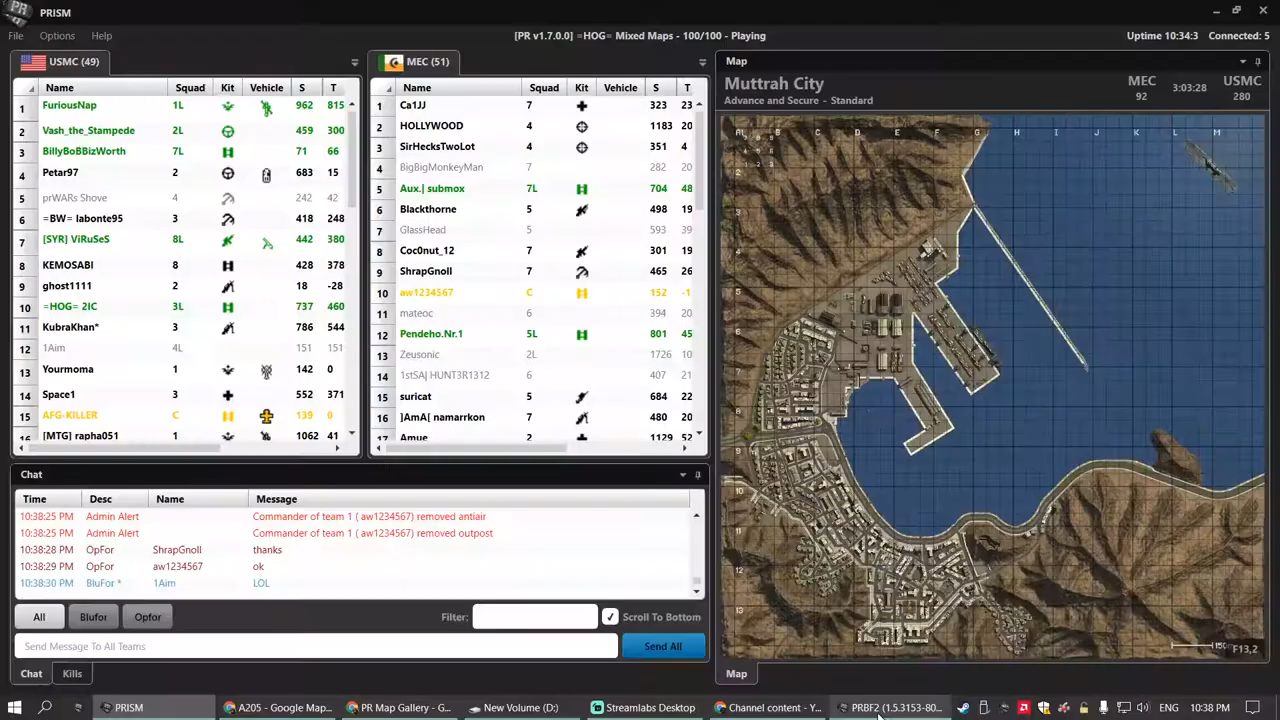 PR PRISM
File Options Help
[PR v1.7.0.0] =HOG= Mixed Maps - 100/100 - Playing
Uptime 10:34:3 Connected: 5
USMC (49)
Name Squad Kit Vehicle S T
1 FuriousNap 1L 962 815
2 Vash_the_Stampede 2L 459 300
3 BillyBoBBizWorth 7L 71 66
4 Petar97 2 683 15
5 prWARs Shove 4 242 42
6 =BW= labonte95 3 418 248
7 [SYR] ViRuSeS 8L 442 380
8 KEMOSABI 8 428 378
9 ghost1111 2 18 -28
10 =HOG= 2IC 3L 737 460
11 KubraKhan* 3 786 544
12 1Aim 4L 151 151
13 Yourmoma 1 142 0
14 Space1 3 552 371
15 AFG-KILLER C 139 0
16 [MTG] rapha051 1 1062 41
MEC (51)
Name Squad Kit Vehicle S T
1 Ca1JJ 7 323 23
2 HOLLYWOOD 4 1183 20
3 SirHecksTwoLot 4 351 4
4 BigBigMonkeyMan 7 282 20
5 Aux.| submox 7L 704 48
6 Blackthorne 5 498 19
7 GlassHead 5 593 39
8 Coc0nut_12 7 301 19
9 ShrapGnoll 7 465 26
10 aw1234567 C 152 -1
11 mateoc 6 394 20
12 Pendeho.Nr.1 5L 801 45
13 Zeusonic 2L 1726 10
14 1stSAJ HUNT3R1312 6 407 21
15 suricat 5 684 22
16 ]AmA[ namarrkon 7 480 20
17 Amue 2 1129 52
Map
Muttrah City
Advance and Secure - Standard
MEC 3:03:28 USMC
92 280
A B C D E F G H I J K L M
2
3
4
5
6
7
8
9
10
11
12
13
F13,2
Map
Chat
Time Desc Name Message
10:38:25 PM Admin Alert Commander of team 1 ( aw1234567) removed antiair
10:38:25 PM Admin Alert Commander of team 1 ( aw1234567) removed outpost
10:38:28 PM OpFor ShrapGnoll thanks
10:38:29 PM OpFor aw1234567 ok
10:38:30 PM BluFor * 1Aim LOL
All Blufor Opfor Filter: Scroll To Bottom
Send Message To All Teams Send All
Chat Kills
PRISM A205 - Google Map... PR Map Gallery - G... New Volume (D:) Streamlabs Desktop Channel content - Y... PRBF2 (1.5.3153-80... ENG 10:38 PM